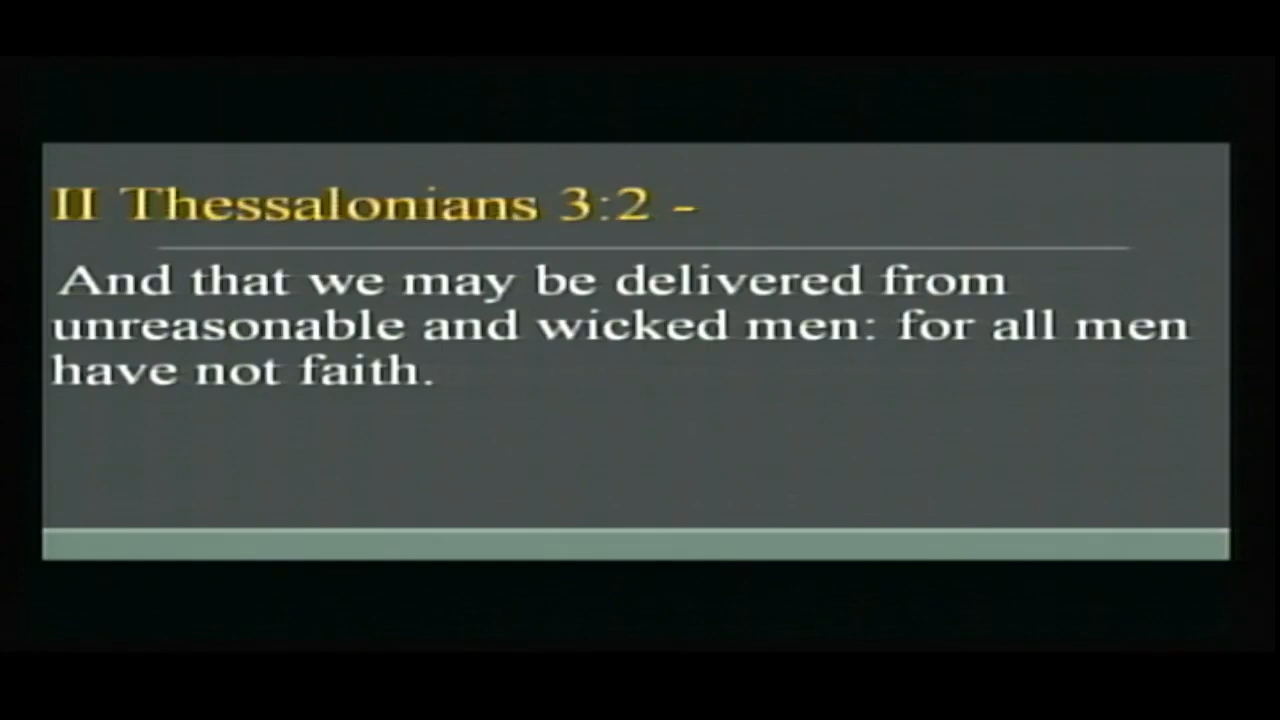 II Thessalonians 3:2 -
And that we may be delivered from
unreasonable and wicked men: for all men
have not faith.